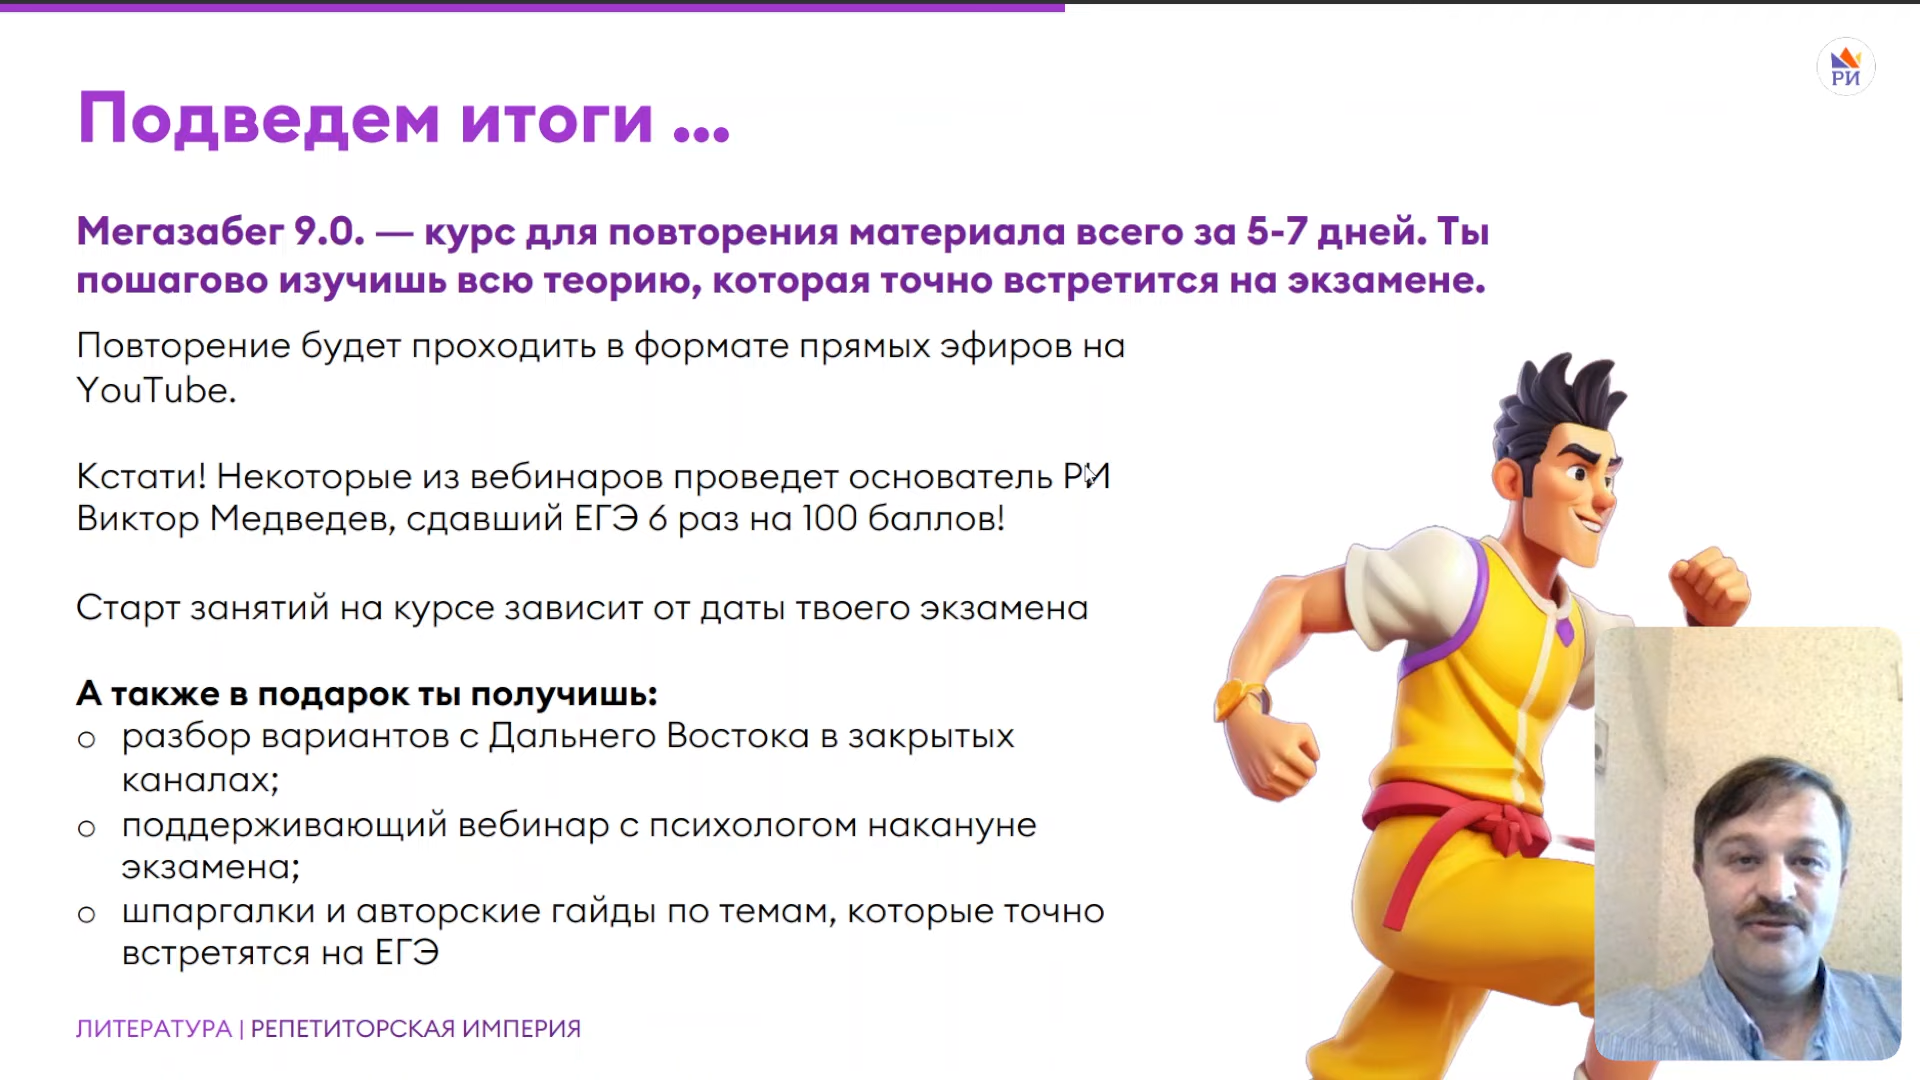 РИ
Подведем итоги ...
Мегазабег 9.0. — курс для повторения материала всего за 5-7 дней. Ты
пошагово изучишь всю теорию, которая точно встретится на экзамене.
Повторение будет проходить в формате прямых эфиров на
YouTube.
Кстати! Некоторые из вебинаров проведет основатель РИ
Виктор Медведев, сдавший ЕГЭ 6 раз на 100 баллов!
Старт занятий на курсе зависит от даты твоего экзамена
А также в подарок ты получишь:
разбор вариантов с Дальнего Востока в закрытых
каналах;
поддерживающий вебинар с психологом накануне
экзамена;
шпаргалки и авторские гайды по темам, которые точно
встретятся на ЕГЭ
ЛИТЕРАТУРА | РЕПЕТИТОРСКАЯ ИМПЕРИЯ